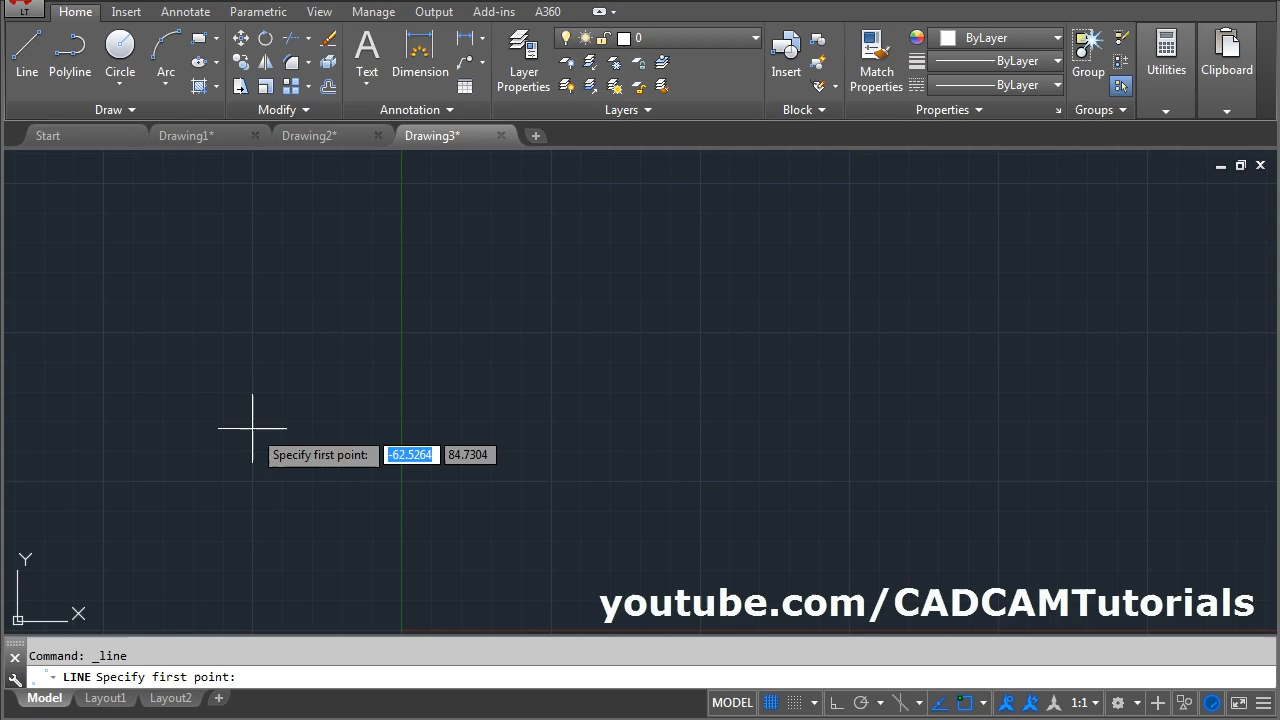 LT
Home Insert Annotate Parametric View Manage Output Add-ins A360
Line Polyline Circle Arc
Text Dimension
Layer
Properties
0
Insert
Match
Properties
ByLayer
ByLayer
ByLayer
Group
Utilities
Clipboard
Draw Modify Annotation Layers Block Properties Groups
Start Drawing1* Drawing2* Drawing3*
Specify first point: -62.5264 84.7304
Y
X
youtube.com/CADCAMTutorials
Command: _line
LINE Specify first point:
Model Layout1 Layout2 +
MODEL 1:1